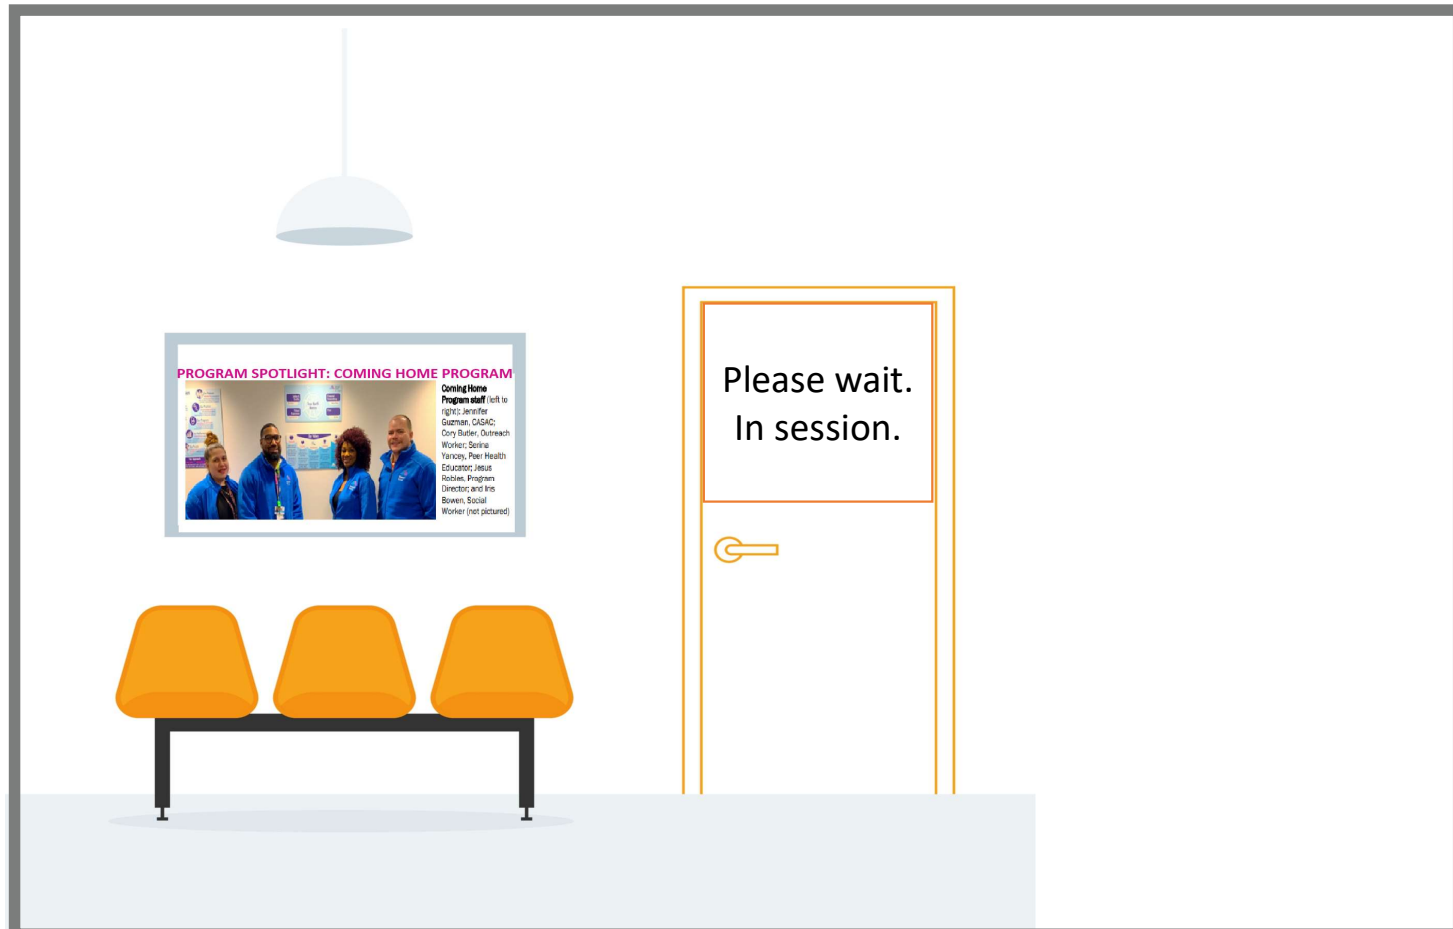 PROGRAM SPOTLIGHT: COMING HOME PROGRAM
Coming Home
Program staff (left to
right): Jennifer
Guzman, CASAC;
Cory Butler, Outreach
Worker; Serina
Yancey, Peer Health
Educator; Jesus
Robles, Program
Director; and Iris
Bowen, Social
Worker (not pictured)
Please wait.
In session.